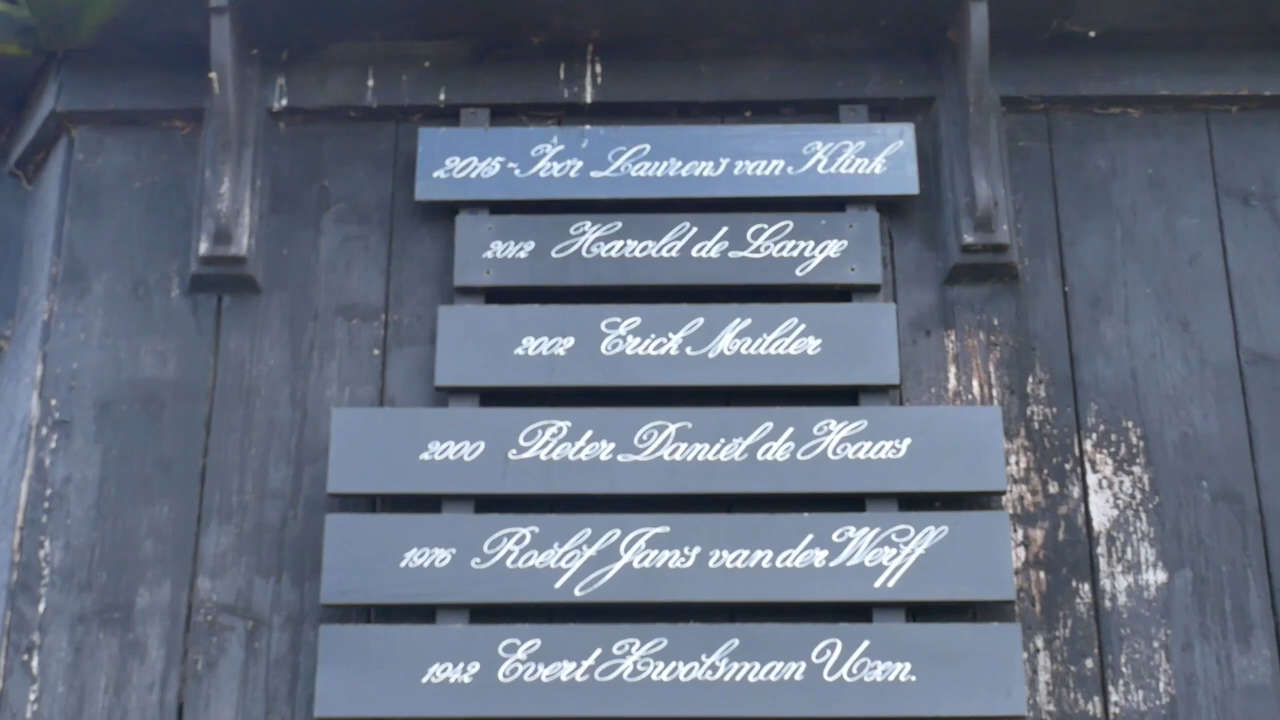 2015 - Ivor Laurens van Klink
2012 Harold de Lange
2002 Erick Mulder
2000 Pieter Daniël de Haas
1976 Roelof Jans van der Werff
1942 Evert Zwolsman Uzn.